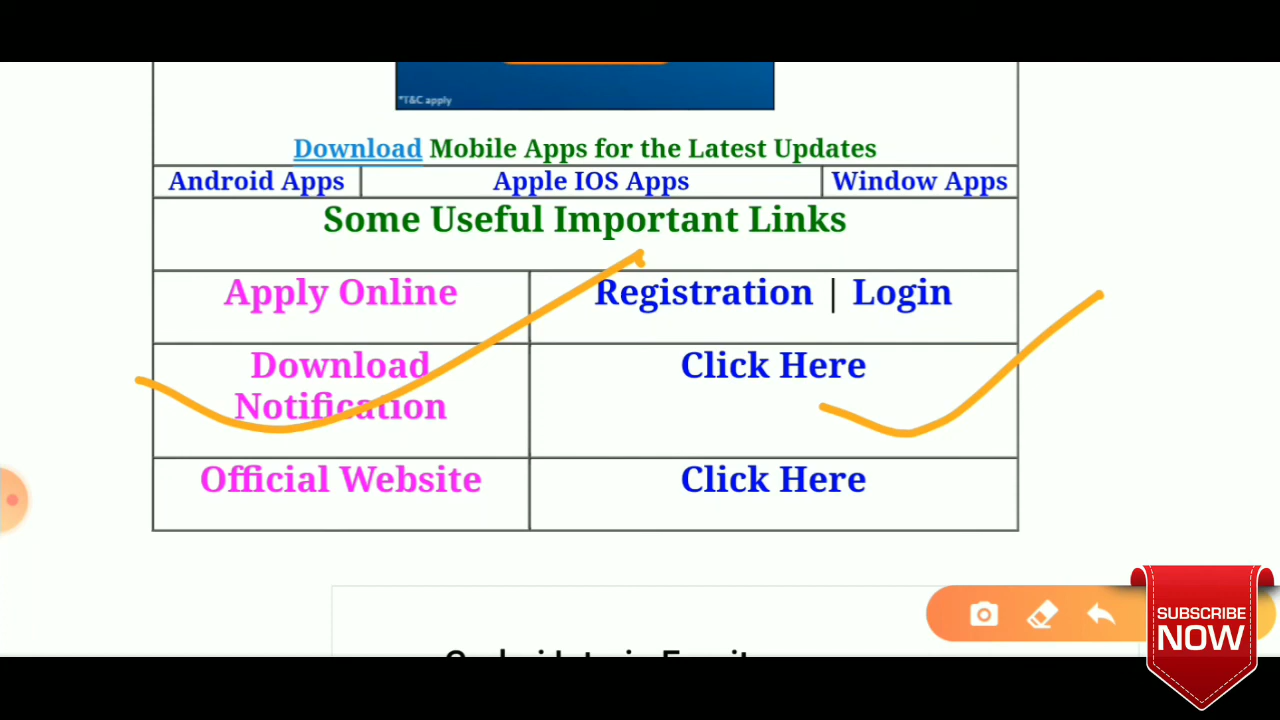 *T&C apply
Download Mobile Apps for the Latest Updates
Android Apps Apple IOS Apps Window Apps
Some Useful Important Links
Apply Online Registration | Login
Download
Notification Click Here
Official Website Click Here
SUBSCRIBE
NOW